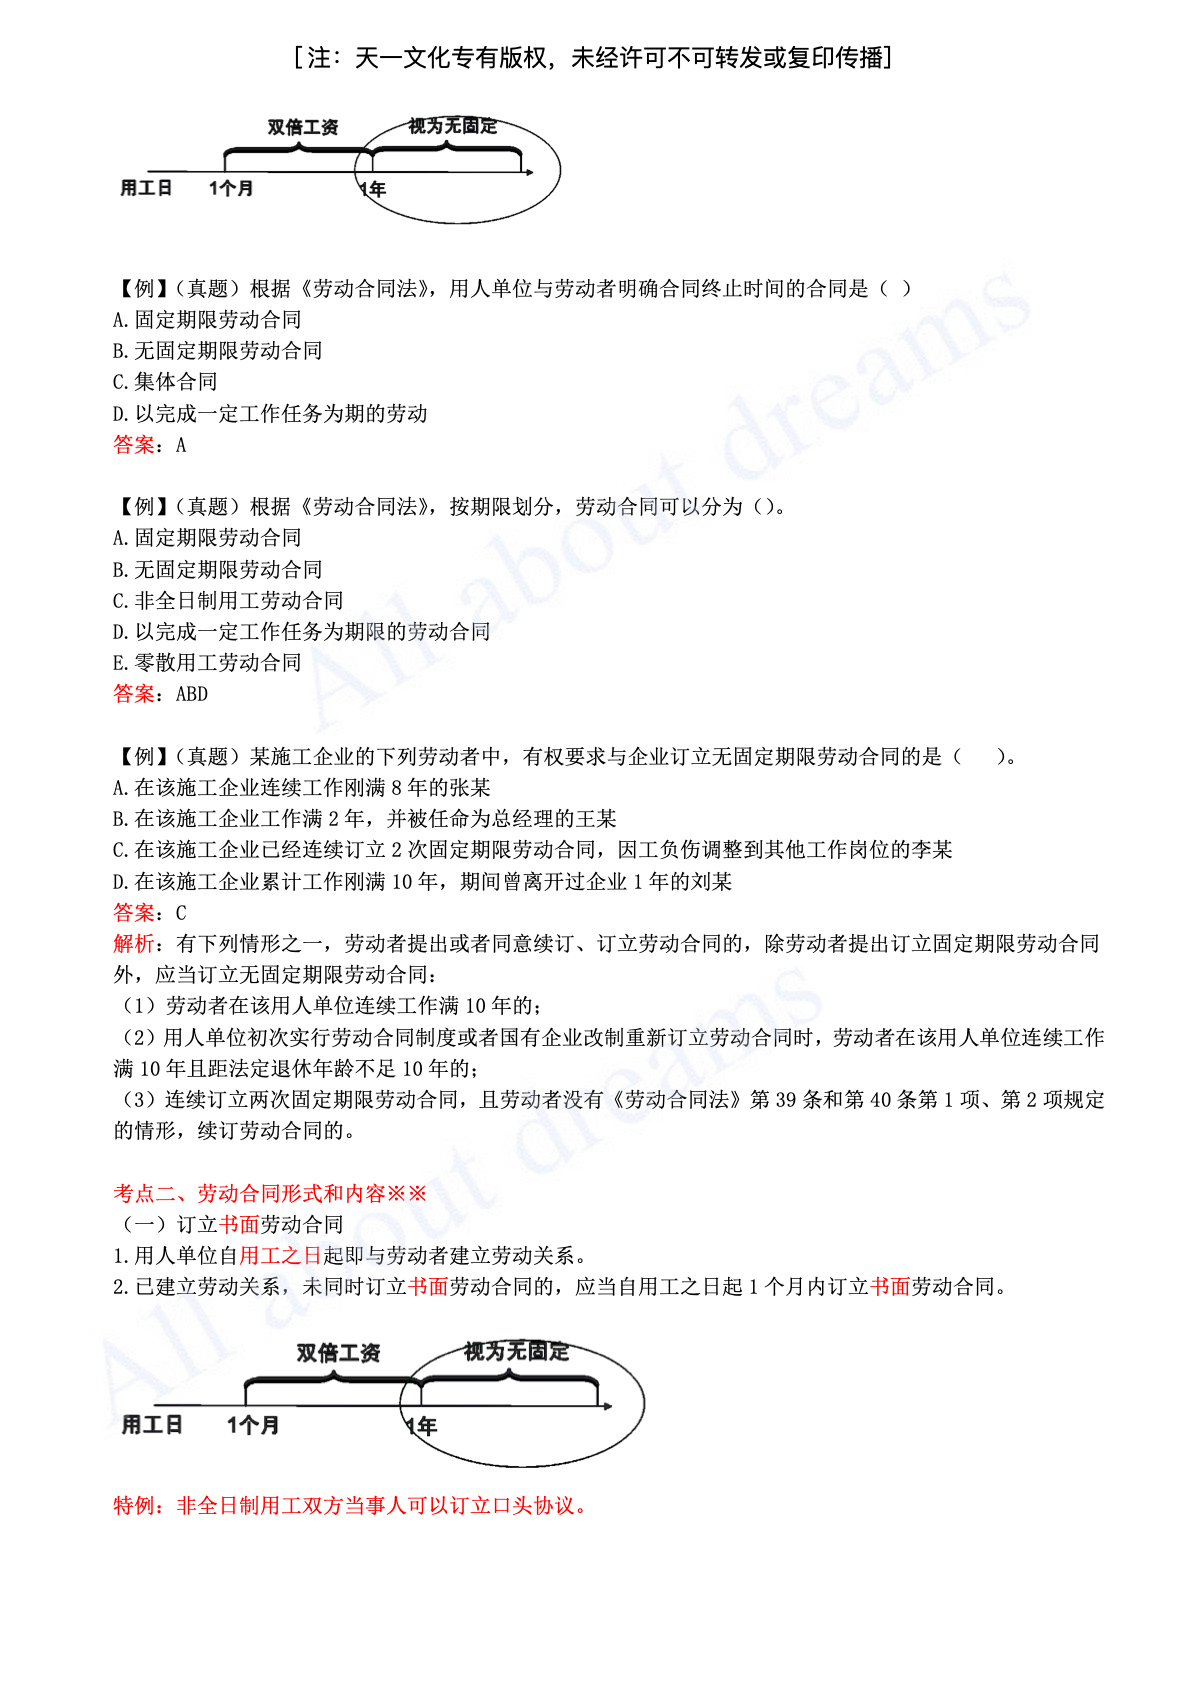 [注：天一文化专有版权，未经许可不可转发或复印传播]
双倍工资 视为无固定
用工日 1个月 1年
【例】（真题）根据《劳动合同法》，用人单位与劳动者明确合同终止时间的合同是（ ）
A.固定期限劳动合同
B.无固定期限劳动合同
C.集体合同
D.以完成一定工作任务为期的劳动
答案：A
【例】（真题）根据《劳动合同法》，按期限划分，劳动合同可以分为（）。
A.固定期限劳动合同
B.无固定期限劳动合同
C.非全日制用工劳动合同
D.以完成一定工作任务为期限的劳动合同
E.零散用工劳动合同
答案：ABD
【例】（真题）某施工企业的下列劳动者中，有权要求与企业订立无固定期限劳动合同的是（ ）。
A.在该施工企业连续工作刚满 8 年的张某
B.在该施工企业工作满 2 年，并被任命为总经理的王某
C.在该施工企业已经连续订立 2 次固定期限劳动合同，因工负伤调整到其他工作岗位的李某
D.在该施工企业累计工作刚满 10 年，期间曾离开过企业 1 年的刘某
答案：C
解析：有下列情形之一，劳动者提出或者同意续订、订立劳动合同的，除劳动者提出订立固定期限劳动合同
外，应当订立无固定期限劳动合同：
（1）劳动者在该用人单位连续工作满 10 年的；
（2）用人单位初次实行劳动合同制度或者国有企业改制重新订立劳动合同时，劳动者在该用人单位连续工作
满 10 年且距法定退休年龄不足 10 年的；
（3）连续订立两次固定期限劳动合同，且劳动者没有《劳动合同法》第 39 条和第 40 条第 1 项、第 2 项规定
的情形，续订劳动合同的。
考点二、劳动合同形式和内容※※
（一）订立书面劳动合同
1.用人单位自用工之日起即与劳动者建立劳动关系。
2.已建立劳动关系，未同时订立书面劳动合同的，应当自用工之日起 1 个月内订立书面劳动合同。
双倍工资 视为无固定
用工日 1个月 1年
特例：非全日制用工双方当事人可以订立口头协议。
All about dreams
All about dreams